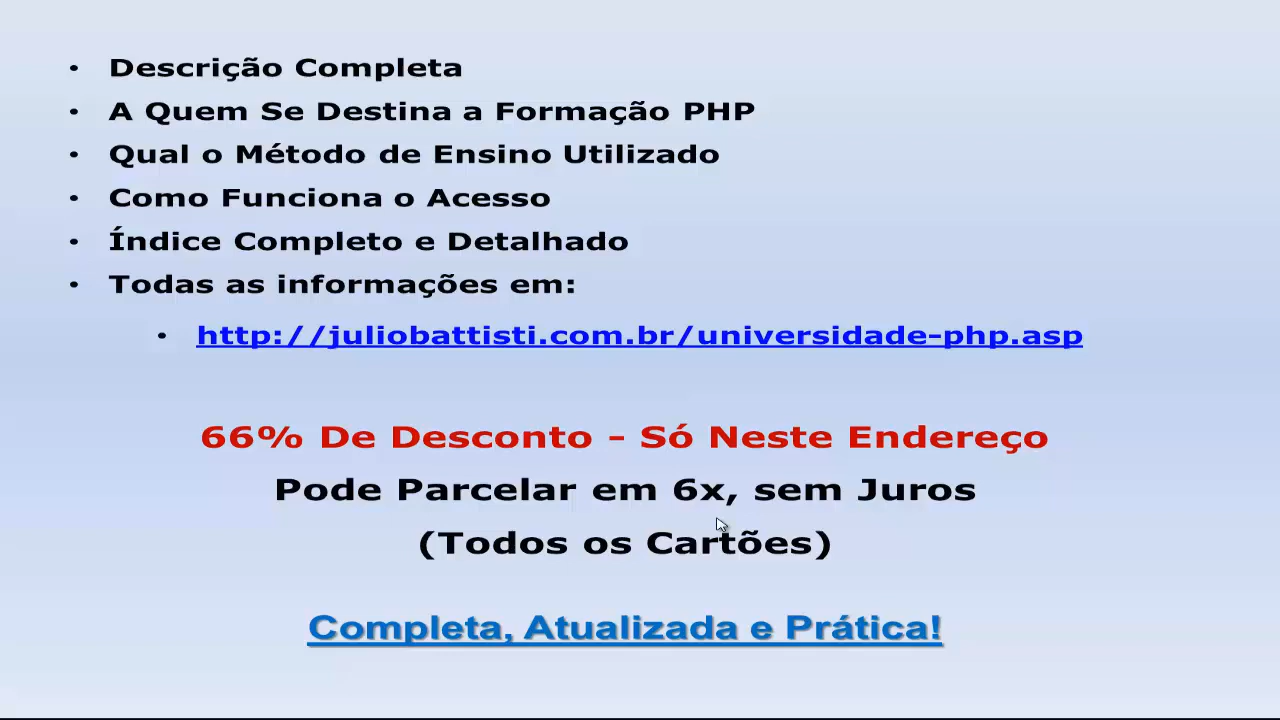 • Descrição Completa
• A Quem Se Destina a Formação PHP
• Qual o Método de Ensino Utilizado
• Como Funciona o Acesso
• Índice Completo e Detalhado
• Todas as informações em:
• http://juliobattisti.com.br/universidade-php.asp
66% De Desconto - Só Neste Endereço
Pode Parcelar em 6x, sem Juros
(Todos os Cartões)
Completa, Atualizada e Prática!